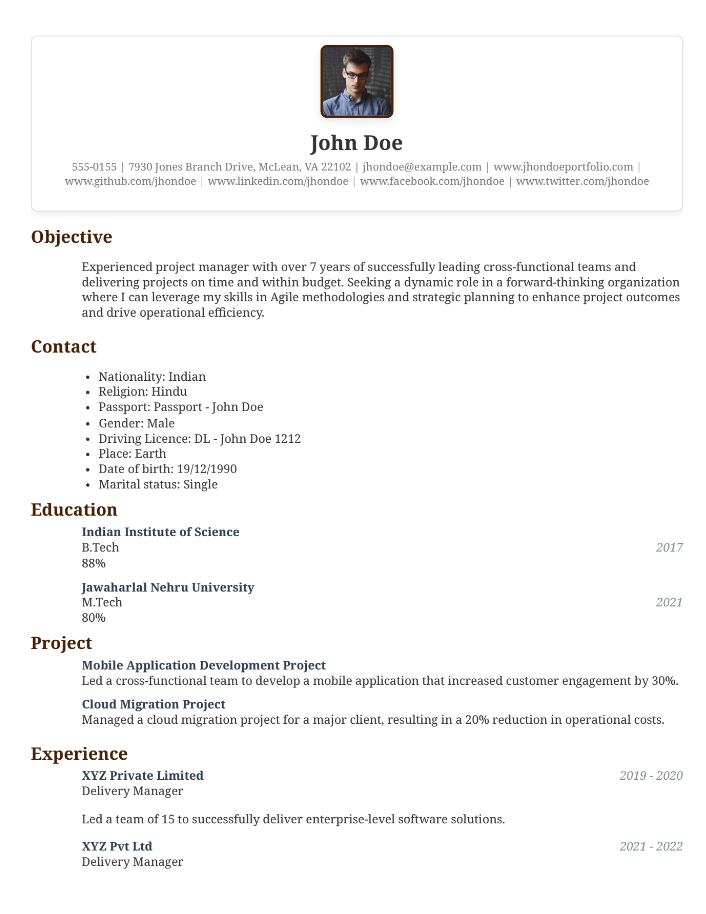 John Doe
555-0155 | 7930 Jones Branch Drive, McLean, VA 22102 | jhondoe@example.com | www.jhondoeportfolio.com |
www.github.com/jhondoe | www.linkedin.com/jhondoe | www.facebook.com/jhondoe | www.twitter.com/jhondoe
Objective
Experienced project manager with over 7 years of successfully leading cross-functional teams and
delivering projects on time and within budget. Seeking a dynamic role in a forward-thinking organization
where I can leverage my skills in Agile methodologies and strategic planning to enhance project outcomes
and drive operational efficiency.
Contact
• Nationality: Indian
• Religion: Hindu
• Passport: Passport - John Doe
• Gender: Male
• Driving Licence: DL - John Doe 1212
• Place: Earth
• Date of birth: 19/12/1990
• Marital status: Single
Education
Indian Institute of Science
B.Tech 2017
88%
Jawaharlal Nehru University
M.Tech 2021
80%
Project
Mobile Application Development Project
Led a cross-functional team to develop a mobile application that increased customer engagement by 30%.
Cloud Migration Project
Managed a cloud migration project for a major client, resulting in a 20% reduction in operational costs.
Experience
XYZ Private Limited 2019 - 2020
Delivery Manager
Led a team of 15 to successfully deliver enterprise-level software solutions.
XYZ Pvt Ltd 2021 - 2022
Delivery Manager